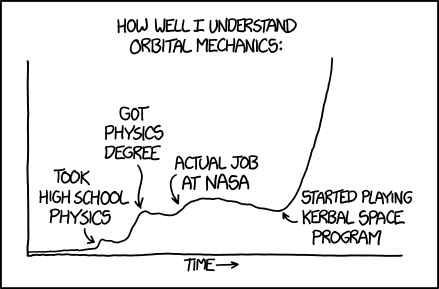 HOW WELL I UNDERSTAND
ORBITAL MECHANICS:
GOT
PHYSICS
DEGREE
TOOK
HIGH SCHOOL
PHYSICS
ACTUAL JOB
AT NASA
STARTED PLAYING
KERBAL SPACE
PROGRAM
TIME